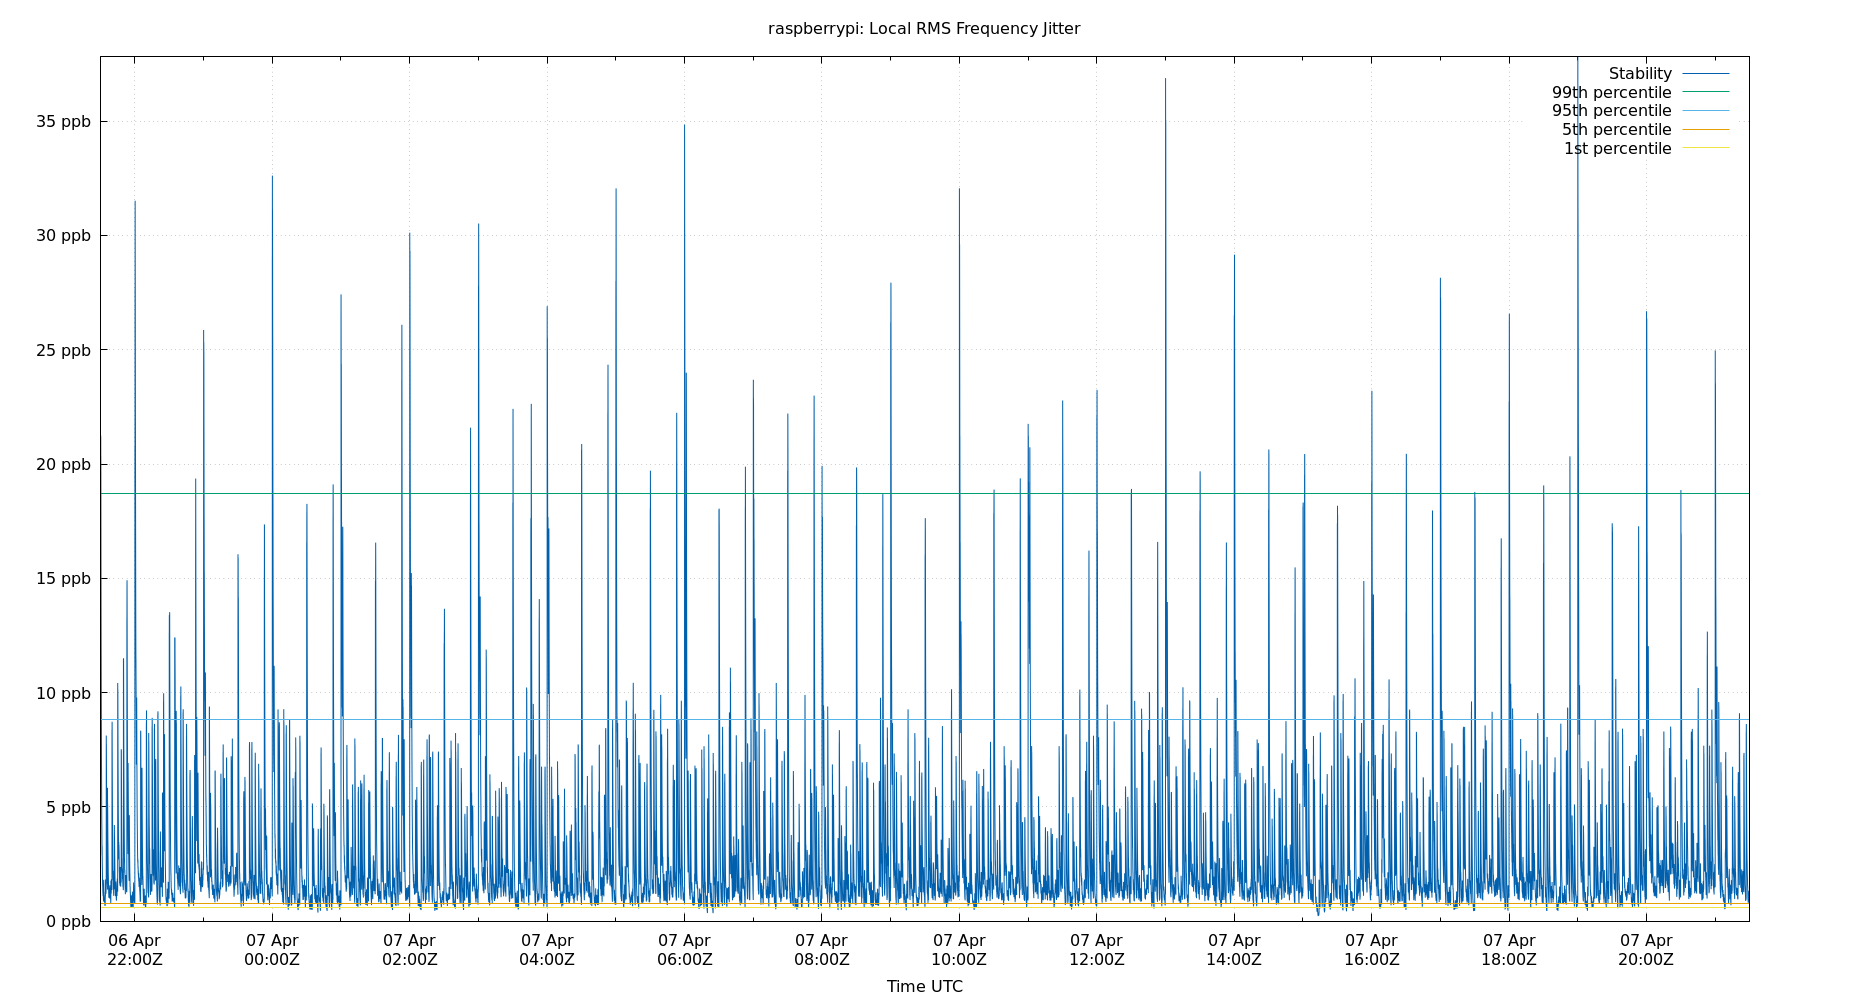 raspberrypi: Local RMS Frequency Jitter
Stability
99th percentile
95th percentile
5th percentile
1st percentile
35 ppb
30 ppb
25 ppb
20 ppb
15 ppb
10 ppb
5 ppb
0 ppb
06 Apr 07 Apr 07 Apr 07 Apr 07 Apr 07 Apr 07 Apr 07 Apr 07 Apr 07 Apr 07 Apr 07 Apr
22:00Z 00:00Z 02:00Z 04:00Z 06:00Z 08:00Z 10:00Z 12:00Z 14:00Z 16:00Z 18:00Z 20:00Z
Time UTC